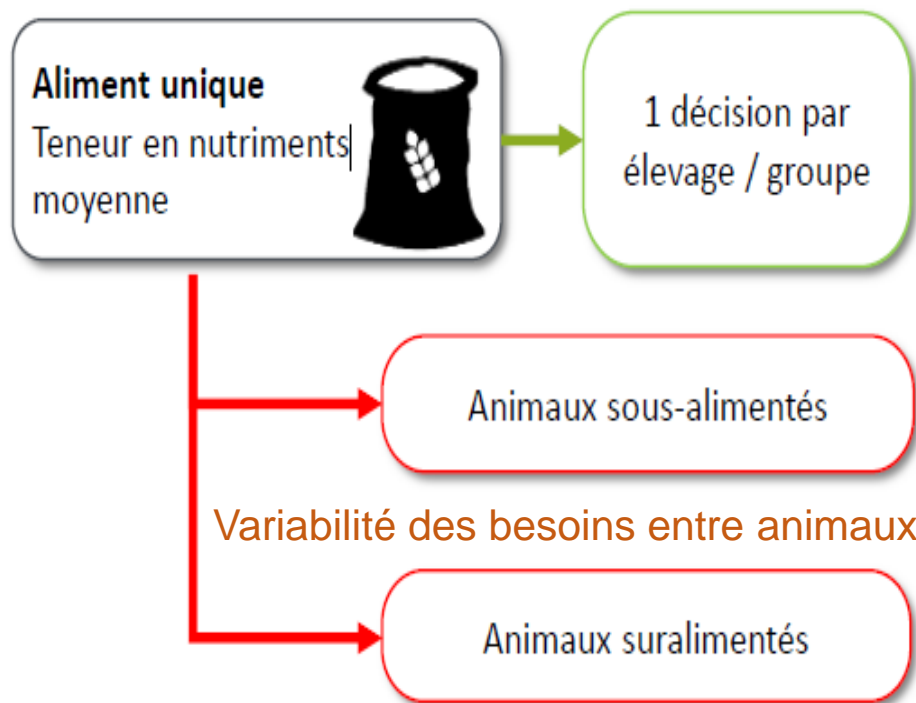 Aliment unique
Teneur en nutriments
moyenne
1 décision par
élevage / groupe
Animaux sous-alimentés
Variabilité des besoins entre animaux
Animaux suralimentés